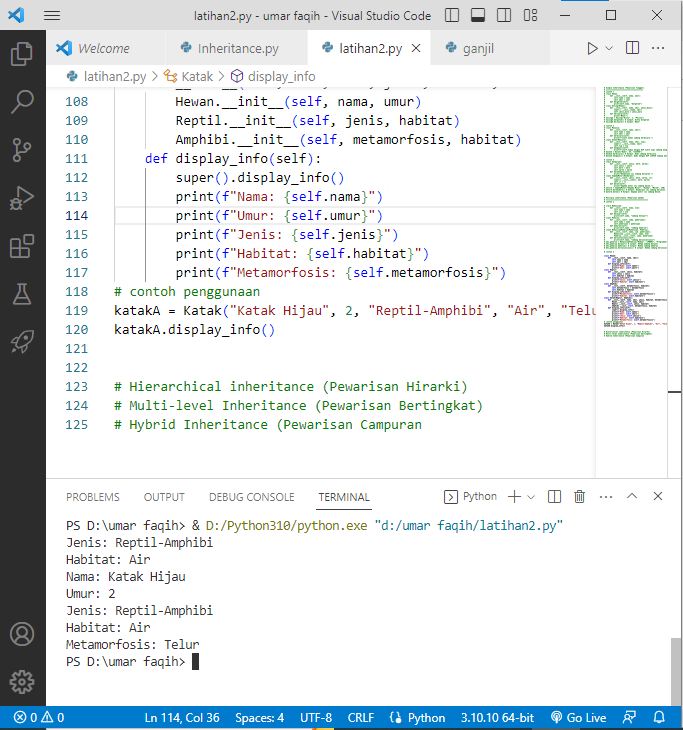 latihan2.py - umar faqih - Visual Studio Code
Welcome Inheritance.py latihan2.py ganjil
latihan2.py > Katak > display_info
108 Hewan.__init__(self, nama, umur)
109 Reptil.__init__(self, jenis, habitat)
110 Amphibi.__init__(self, metamorfosis, habitat)
111 def display_info(self):
112 super().display_info()
113 print(f"Nama: {self.nama}")
114 print(f"Umur: {self.umur}")
115 print(f"Jenis: {self.jenis}")
116 print(f"Habitat: {self.habitat}")
117 print(f"Metamorfosis: {self.metamorfosis}")
118 # contoh penggunaan
119 katakA = Katak("Katak Hijau", 2, "Reptil-Amphibi", "Air", "Telu
120 katakA.display_info()
121
122
123 # Hierarchical inheritance (Pewarisan Hirarki)
124 # Multi-level Inheritance (Pewarisan Bertingkat)
125 # Hybrid Inheritance (Pewarisan Campuran
PROBLEMS OUTPUT DEBUG CONSOLE TERMINAL Python
PS D:\umar faqih> & D:/Python310/python.exe "d:/umar faqih/latihan2.py"
Jenis: Reptil-Amphibi
Habitat: Air
Nama: Katak Hijau
Umur: 2
Jenis: Reptil-Amphibi
Habitat: Air
Metamorfosis: Telur
PS D:\umar faqih>
0 0 Ln 114, Col 36 Spaces: 4 UTF-8 CRLF Python 3.10.10 64-bit Go Live